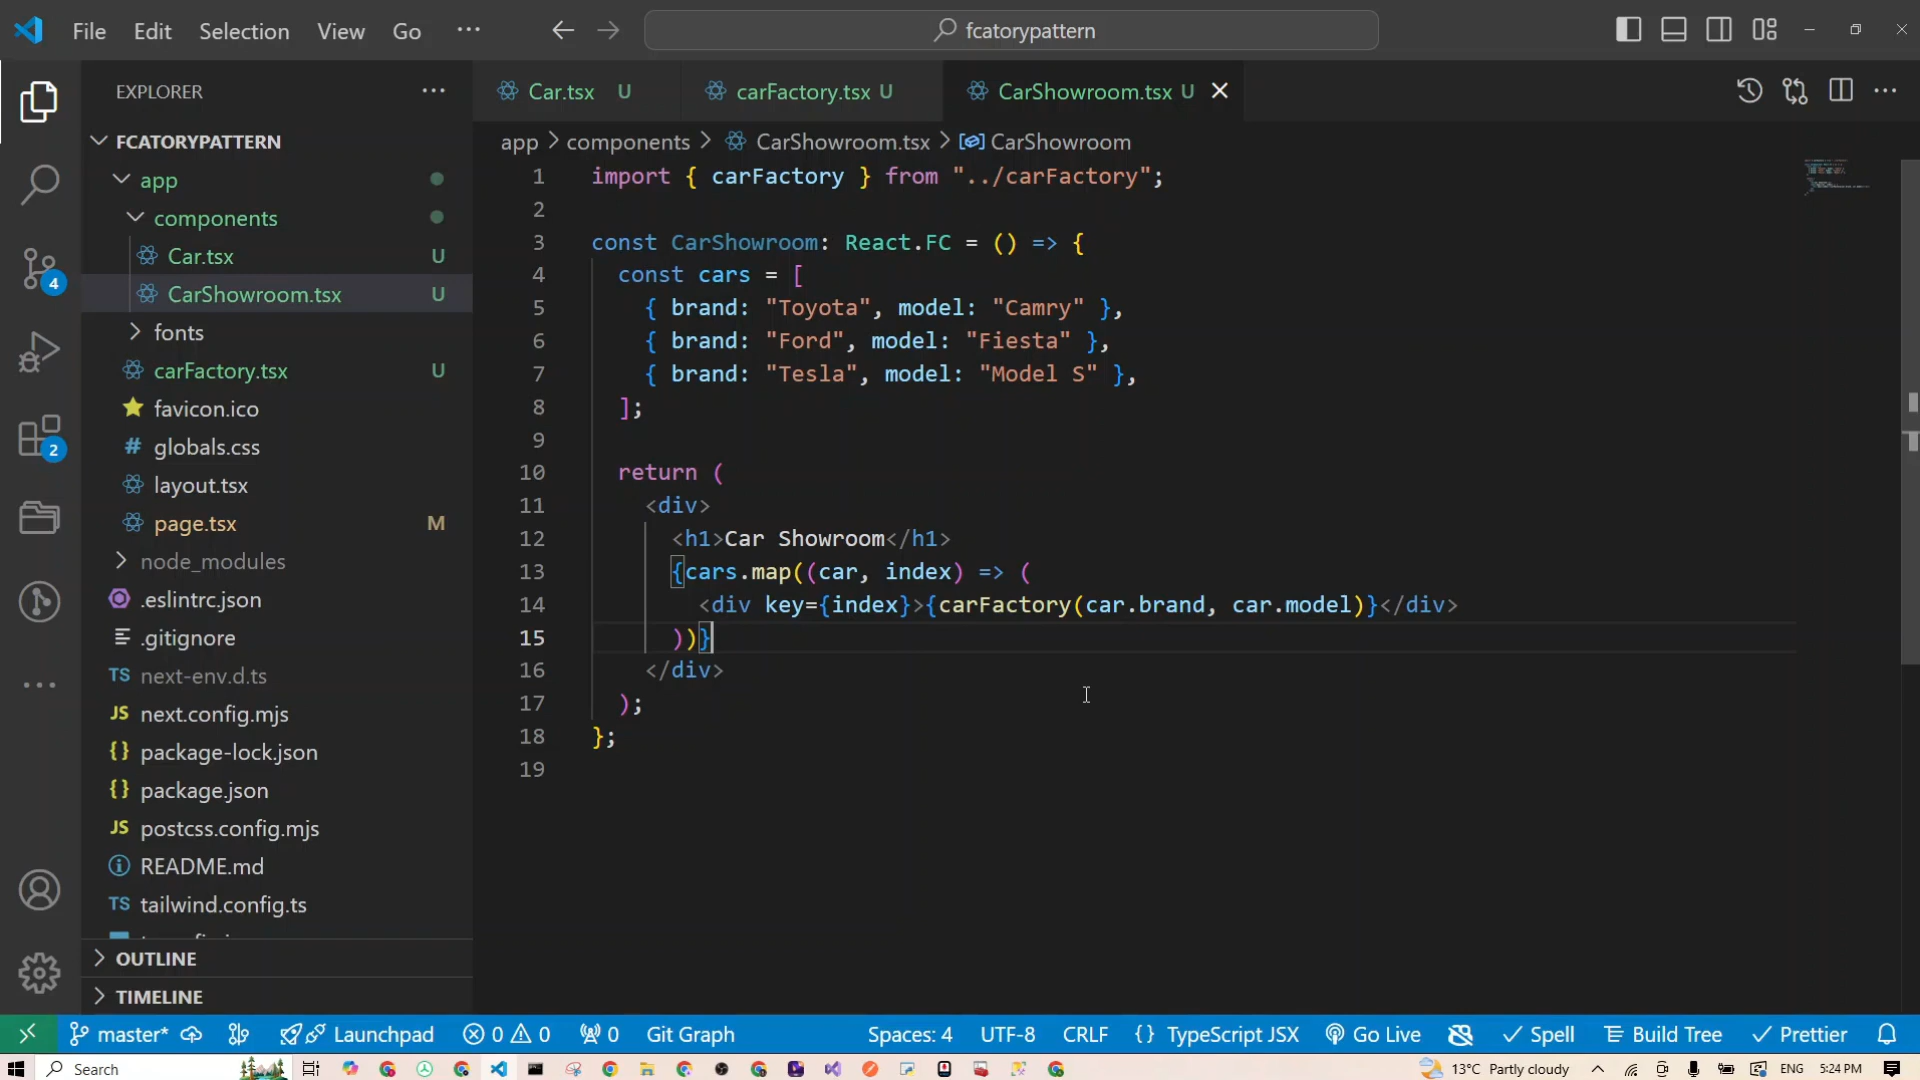 File Edit Selection View Go ··· fcatorypattern
EXPLORER ···
Car.tsx U carFactory.tsx U CarShowroom.tsx U
FCATORYPATTERN
app > components > CarShowroom.tsx > CarShowroom
app
components
Car.tsx U
CarShowroom.tsx U
fonts
carFactory.tsx U
favicon.ico
# globals.css
layout.tsx
page.tsx M
node_modules
.eslintrc.json
.gitignore
TS next-env.d.ts
JS next.config.mjs
{} package-lock.json
{} package.json
JS postcss.config.mjs
README.md
TS tailwind.config.ts
OUTLINE
TIMELINE
4
2
1 import { carFactory } from "../carFactory";
2
3 const CarShowroom: React.FC = () => {
4 const cars = [
5 { brand: "Toyota", model: "Camry" },
6 { brand: "Ford", model: "Fiesta" },
7 { brand: "Tesla", model: "Model S" },
8 ];
9
10 return (
11 <div>
12 <h1>Car Showroom</h1>
13 {cars.map((car, index) => (
14 <div key={index}>{carFactory(car.brand, car.model)}</div>
15 ))}
16 </div>
17 );
18 };
19
master* Launchpad 0 0 0 Git Graph Spaces: 4 UTF-8 CRLF {} TypeScript JSX Go Live Spell Build Tree Prettier
Search 13°C Partly cloudy ENG 5:24 PM